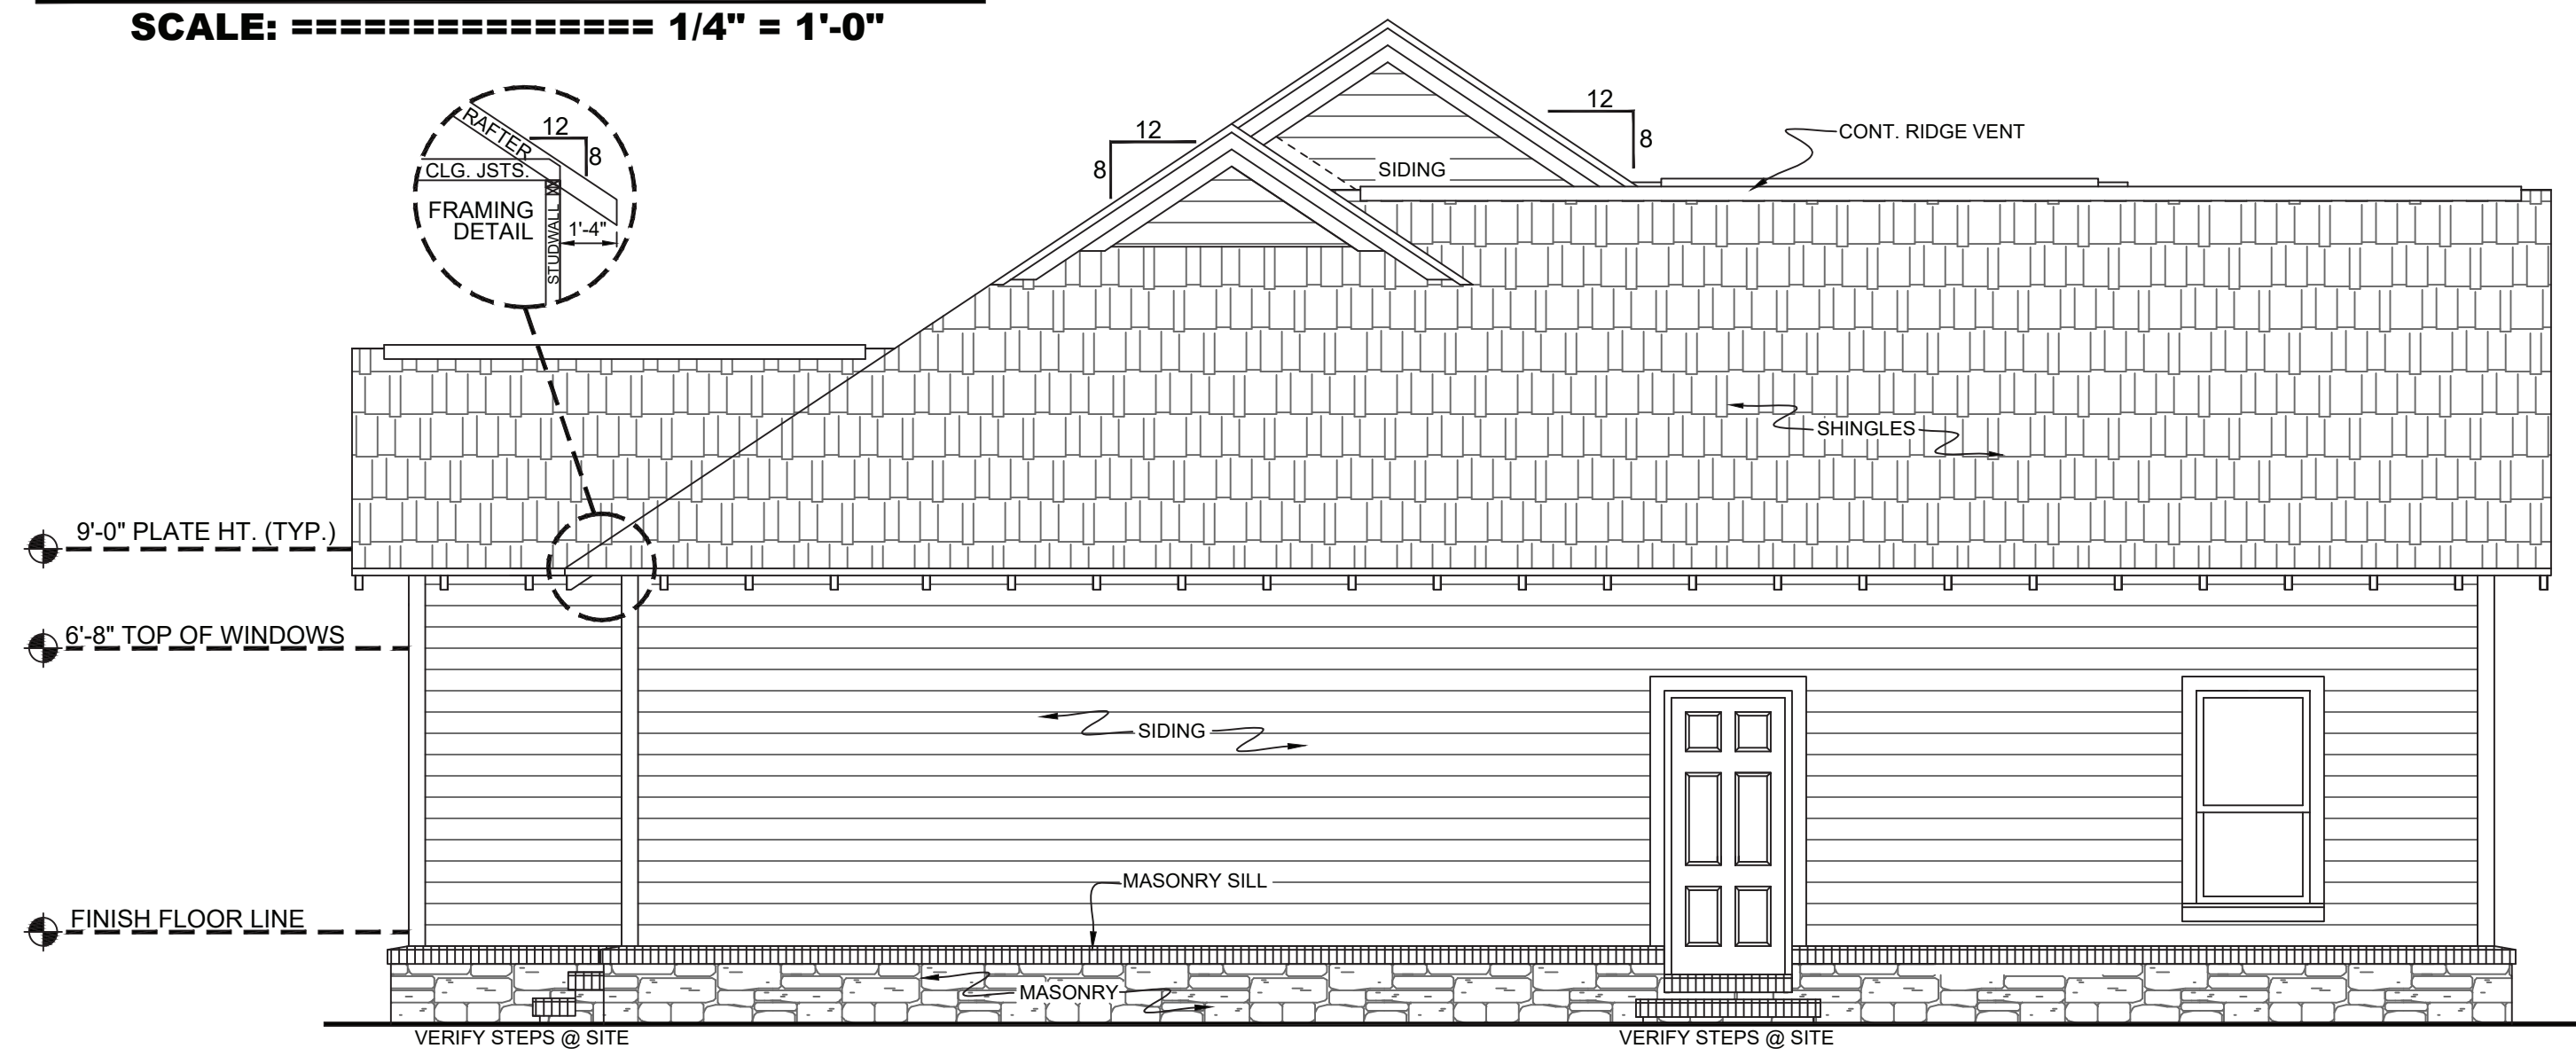 SCALE: =============== 1/4" = 1'-0"
12
8
RAFTER
CLG. JSTS.
FRAMING
DETAIL
STUDWALL
1'-4"
12
8
12
8
SIDING
CONT. RIDGE VENT
SHINGLES
9'-0" PLATE HT. (TYP.)
6'-8" TOP OF WINDOWS
SIDING
MASONRY SILL
FINISH FLOOR LINE
MASONRY
VERIFY STEPS @ SITE
VERIFY STEPS @ SITE